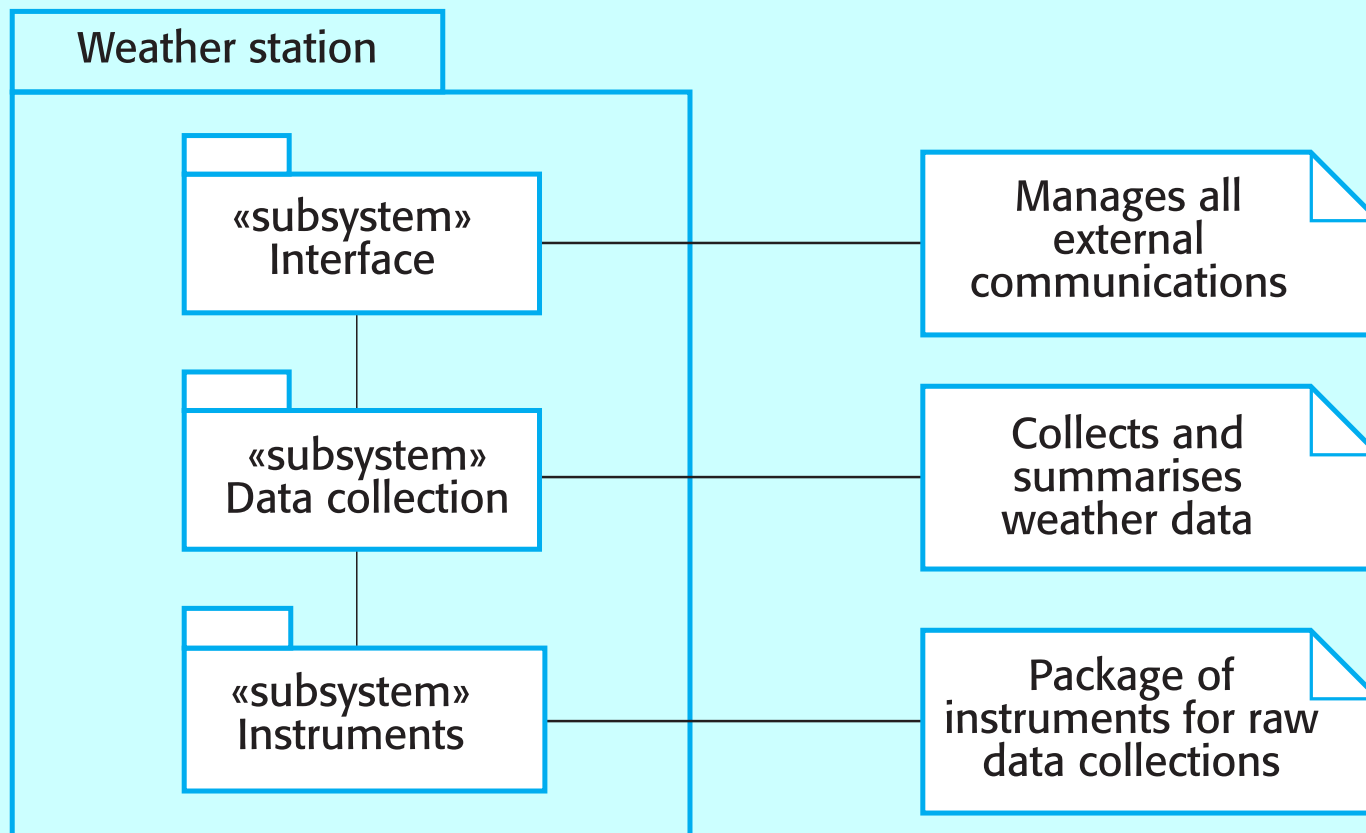 Weather station
«subsystem»
Interface
Manages all
external
communications
«subsystem»
Data collection
Collects and
summarises
weather data
«subsystem»
Instruments
Package of
instruments for raw
data collections